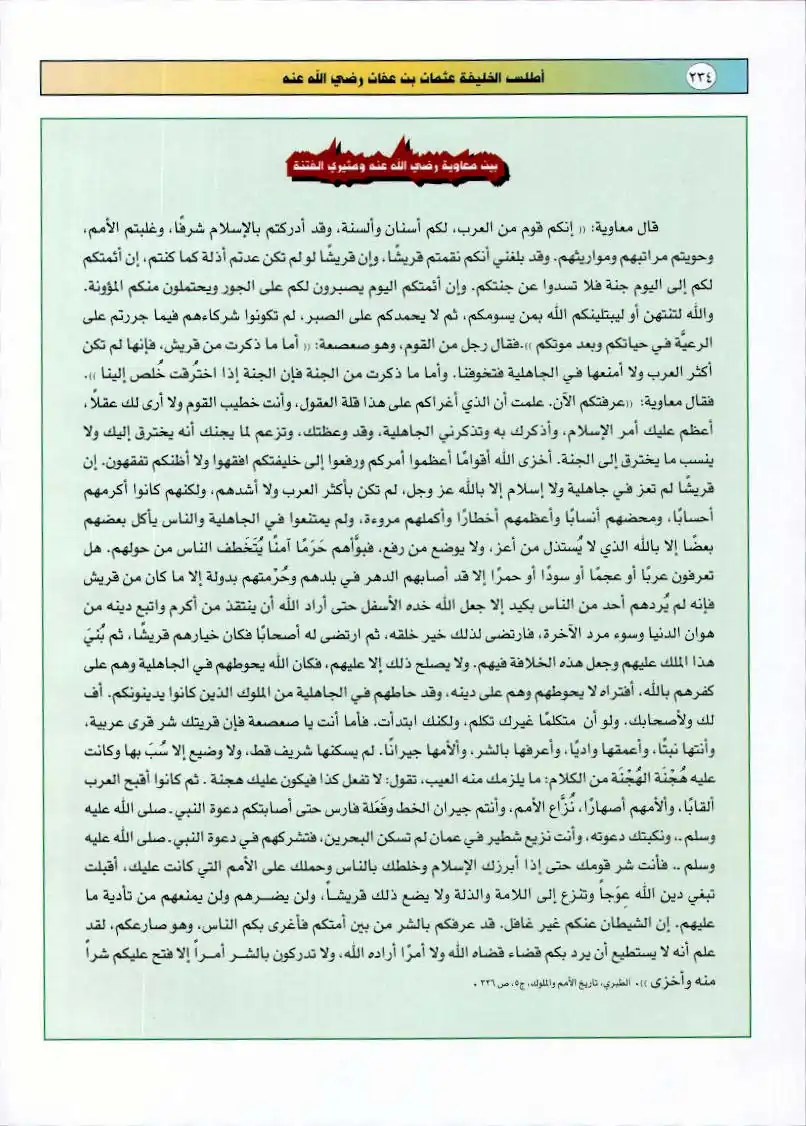 ٢٣٤
أطلس الخليفة عثمان بن عفان رضي الله عنه
بين معاوية رضي الله عنه ومثيري الفتنة
قال معاوية: (( إنكم قوم من العرب، لكم أسنان وألسنة، وقد أدركتم بالإسلام شرفًا، وغلبتم الأمم،
وحويتم مراتبهم ومواريثهم. وقد بلغني أنكم نقمتم قريشًا، وإن قريشًا لو لم تكن عدتم أذلة كما كنتم، إن أئمتكم
لكم إلى اليوم جنة فلا تسدوا عن جنتكم. وإن أئمتكم اليوم يصبرون لكم على الجور ويحتملون منكم المؤونة.
والله لتنتهن أو ليبتلينكم الله بمن يسومكم، ثم لا يحمدكم على الصبر، لم تكونوا شركاءهم فيما جررتم على
الرعيَّة في حياتكم وبعد موتكم )).فقال رجل من القوم، وهو صعصعة: (( أما ما ذكرت من قريش، فإنها لم تكن
أكثر العرب ولا أمنعها في الجاهلية فتخوفنا. وأما ما ذكرت من الجنة فإن الجنة إذا اختُرقت خُلص إلينا )).
فقال معاوية: ((عرفتكم الآن. علمت أن الذي أغراكم على هذا قلة العقول، وأنت خطيب القوم ولا أرى لك عقلًا،
أعظم عليك أمر الإسلام، وأذكرك به وتذكرني الجاهلية، وقد وعظتك، وتزعم لما يجنك أنه يخترق إليك ولا
ينسب ما يخترق إلى الجنة. أخزى الله أقوامًا أعظموا أمركم ورفعوا إلى خليفتكم افقهوا ولا أظنكم تفقهون. إن
قريشًا لم تعز في جاهلية ولا إسلام إلا بالله عز وجل، لم تكن بأكثر العرب ولا أشدهم، ولكنهم كانوا أكرمهم
أحسابًا، ومحضهم أنسابًا وأعظمهم أخطارًا وأكملهم مروءة، ولم يمتنعوا في الجاهلية والناس يأكل بعضهم
بعضًا إلا بالله الذي لا يُستذل من أعز، ولا يوضع من رفع، فبوَّأهم حَرَمًا آمنًا يُتَخَطف الناس من حولهم. هل
تعرفون عربًا أو عجمًا أو سودًا أو حمرًا إلا قد أصابهم الدهر في بلدهم وحُرْمتهم بدولة إلا ما كان من قريش
فإنه لم يُردهم أحد من الناس بكيد إلا جعل الله خده الأسفل حتى أراد الله أن ينتقذ من أكرم واتبع دينه من
هوان الدنيا وسوء مرد الآخرة، فارتضى لذلك خير خلقه، ثم ارتضى له أصحابًا فكان خيارهم قريشًا، ثم بُنيَ
هذا الملك عليهم وجعل هذه الخلافة فيهم. ولا يصلح ذلك إلا عليهم، فكان الله يحوطهم في الجاهلية وهم على
كفرهم بالله، أفتراه لا يحوطهم وهم على دينه، وقد حاطهم في الجاهلية من الملوك الذين كانوا يدينونكم. أف
لك ولأصحابك. ولو أن متكلمًا غيرك تكلم، ولكنك ابتدأت. فأما أنت يا صعصعة فإن قريتك شر قرى عربية،
وأنتها نبتًا، وأعمقها واديًا، وأعرفها بالشر، وألأمها جيرانًا. لم يسكنها شريف قط، ولا وضيع إلا سُبَ بها وكانت
عليه هُجْنَة الهُجْنَة من الكلام: ما يلزمك منه العيب، تقول: لا تفعل كذا فيكون عليك هجنة . ثم كانوا أقبح العرب
ألقابًا، وألأمهم أصهارًا، نُزَّاع الأمم، وأنتم جيران الخط وفَعَلة فارس حتى أصابتكم دعوة النبي ـ صلى الله عليه
وسلم ـ، ونكبتك دعوته، وأنت نزيع شطير في عمان لم تسكن البحرين، فتشركهم في دعوة النبي ـ صلى الله عليه
وسلم ـ. فأنت شر قومك حتى إذا أبرزك الإسلام وخلطك بالناس وحملك على الأمم التي كانت عليك، أقبلت
تبغي دين الله عِوَجاً وتنزع إلى اللامة والذلة ولا يضع ذلك قريشـاً، ولن يضـرهم ولن يمنعهم من تأدية ما
عليهم. إن الشيطان عنكم غير غافل. قد عرفكم بالشر من بين أمتكم فأغرى بكم الناس، وهو صارعكم، لقد
علم أنه لا يستطيع أن يرد بكم قضاء قضاه الله ولا أمرًا أراده الله، ولا تدركون بالشـر أمـراً إلا فتح عليكم شراً
منه وأخزى )). الطبري، تاريخ الأمم والملوك، ج٥، ص ٢٢٦ .